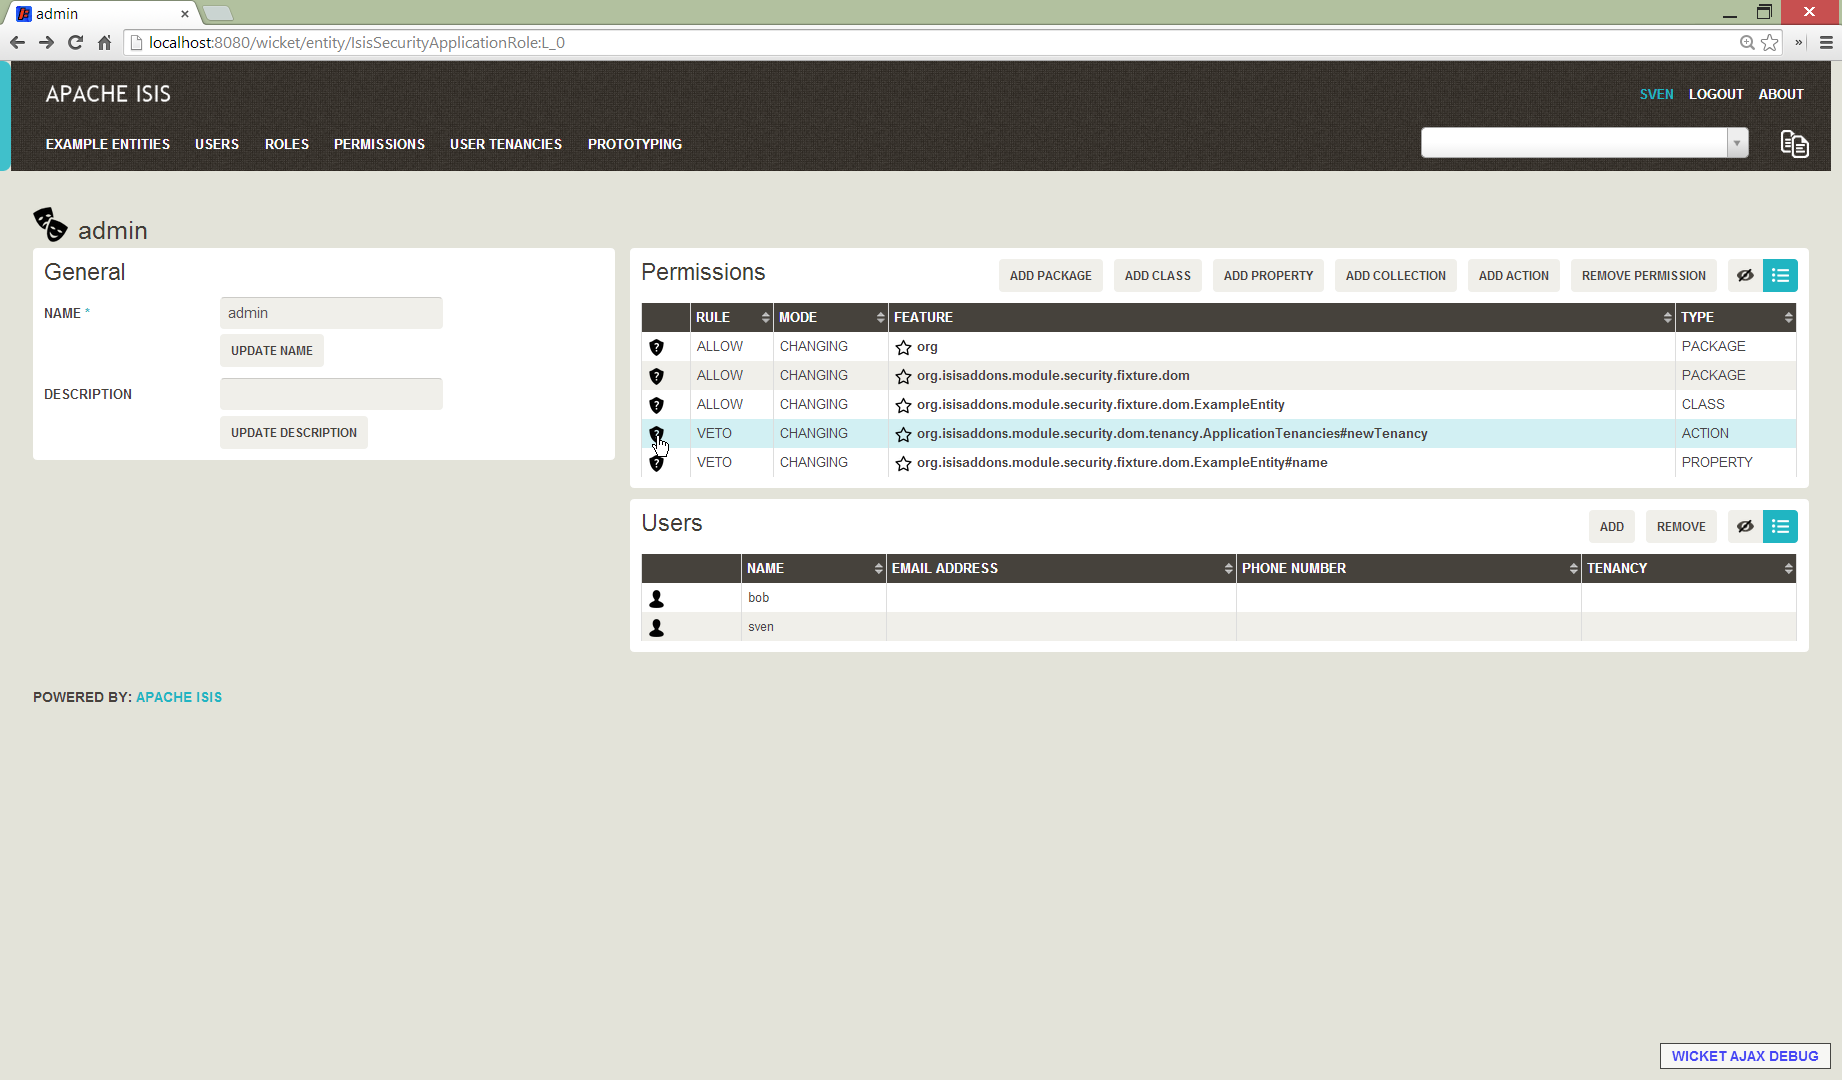 admin
localhost:8080/wicket/entity/IsisSecurityApplicationRole:L_0
APACHE ISIS
SVEN LOGOUT ABOUT
EXAMPLE ENTITIES USERS ROLES PERMISSIONS USER TENANCIES PROTOTYPING
admin
General
NAME *
admin
UPDATE NAME
DESCRIPTION
UPDATE DESCRIPTION
Permissions ADD PACKAGE ADD CLASS ADD PROPERTY ADD COLLECTION ADD ACTION REMOVE PERMISSION
RULE MODE FEATURE TYPE
ALLOW CHANGING org PACKAGE
ALLOW CHANGING org.isisaddons.module.security.fixture.dom PACKAGE
ALLOW CHANGING org.isisaddons.module.security.fixture.dom.ExampleEntity CLASS
VETO CHANGING org.isisaddons.module.security.dom.tenancy.ApplicationTenancies#newTenancy ACTION
VETO CHANGING org.isisaddons.module.security.fixture.dom.ExampleEntity#name PROPERTY
Users ADD REMOVE
NAME EMAIL ADDRESS PHONE NUMBER TENANCY
bob
sven
POWERED BY: APACHE ISIS
WICKET AJAX DEBUG